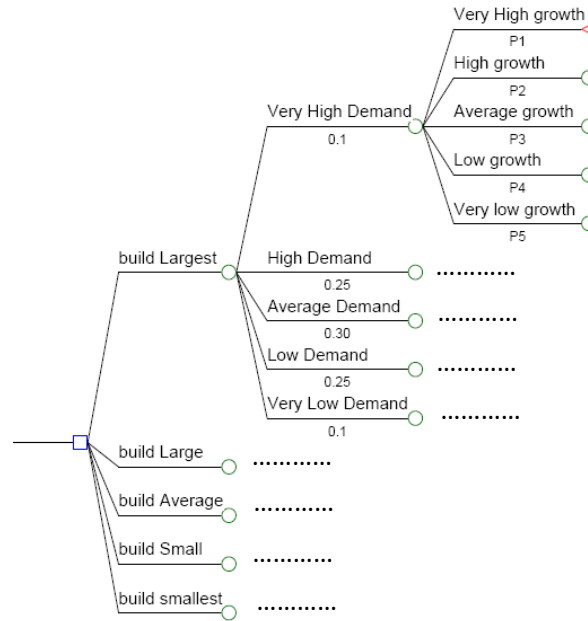 Very High growth
P1
High growth
P2
Very High Demand
Average growth
0.1
P3
Low growth
P4
Very low growth
P5
build Largest
High Demand
…………
0.25
Average Demand
…………
0.30
Low Demand
…………
0.25
Very Low Demand
…………
0.1
build Large
…………
build Average
…………
build Small
…………
build smallest
…………